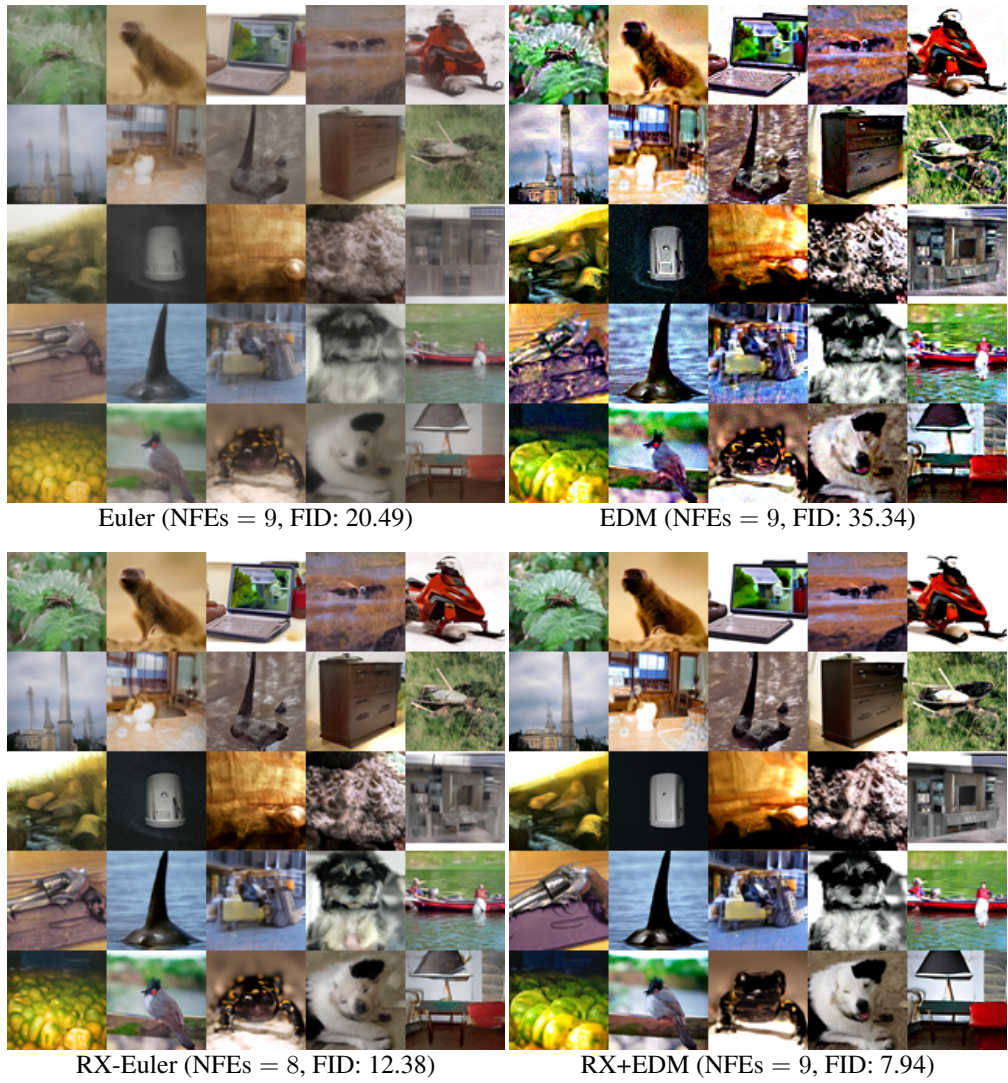 Euler (NFEs = 9, FID: 20.49)
EDM (NFEs = 9, FID: 35.34)
RX-Euler (NFEs = 8, FID: 12.38)
RX+EDM (NFEs = 9, FID: 7.94)